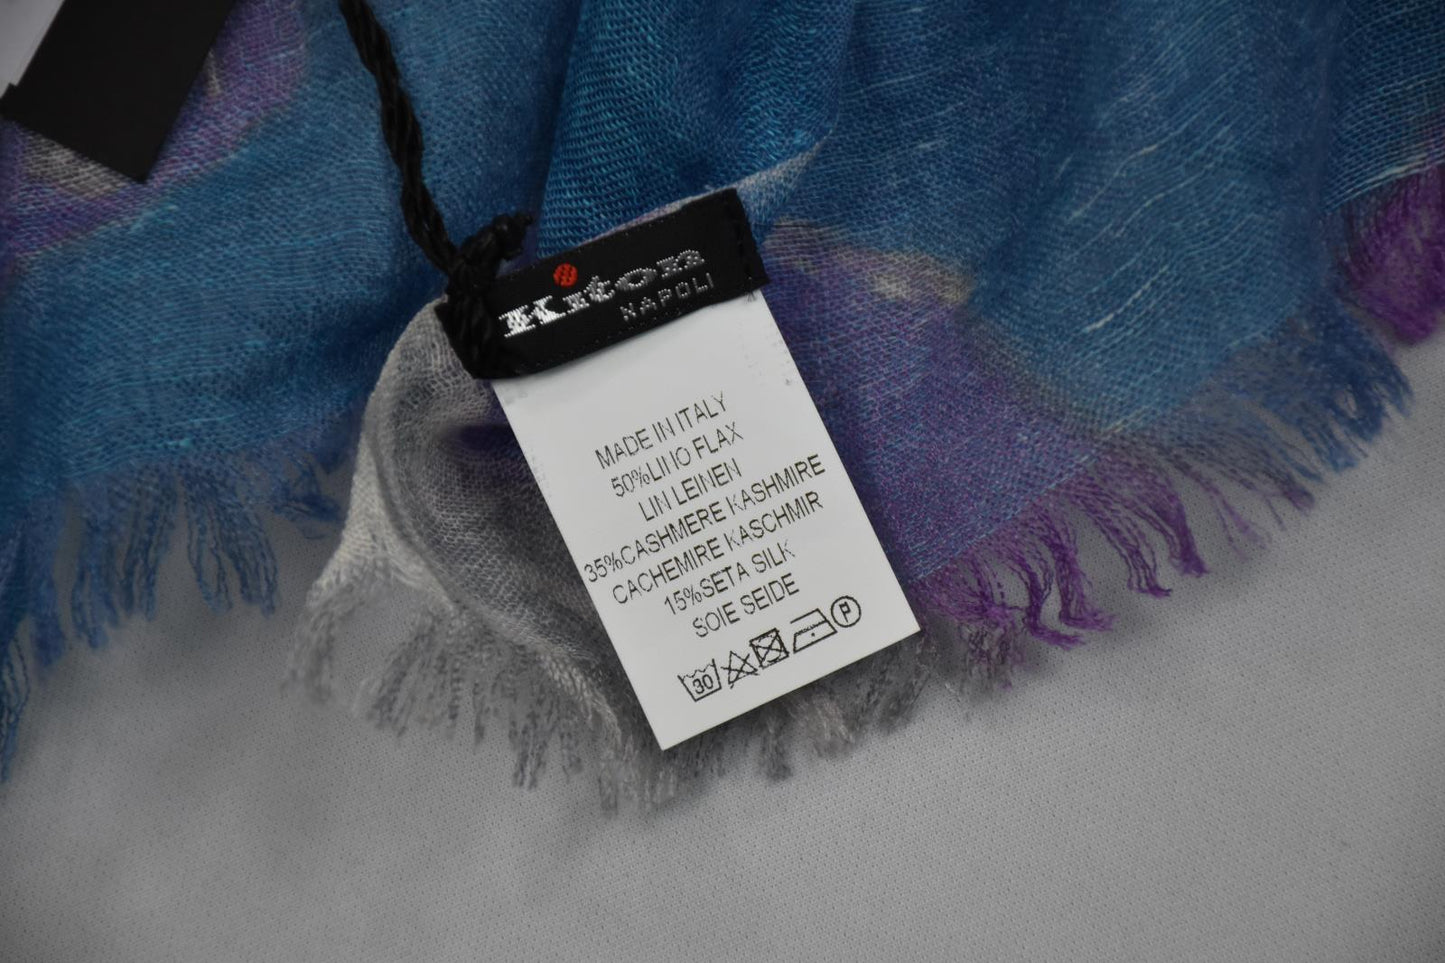 Kiton
NAPOLI
MADE IN ITALY
50%LINO FLAX
LIN LEINEN
35%CASHMERE KASHMIRE
CACHEMIRE KASCHMIR
15%SETA SILK
SOIE SEIDE
30 P